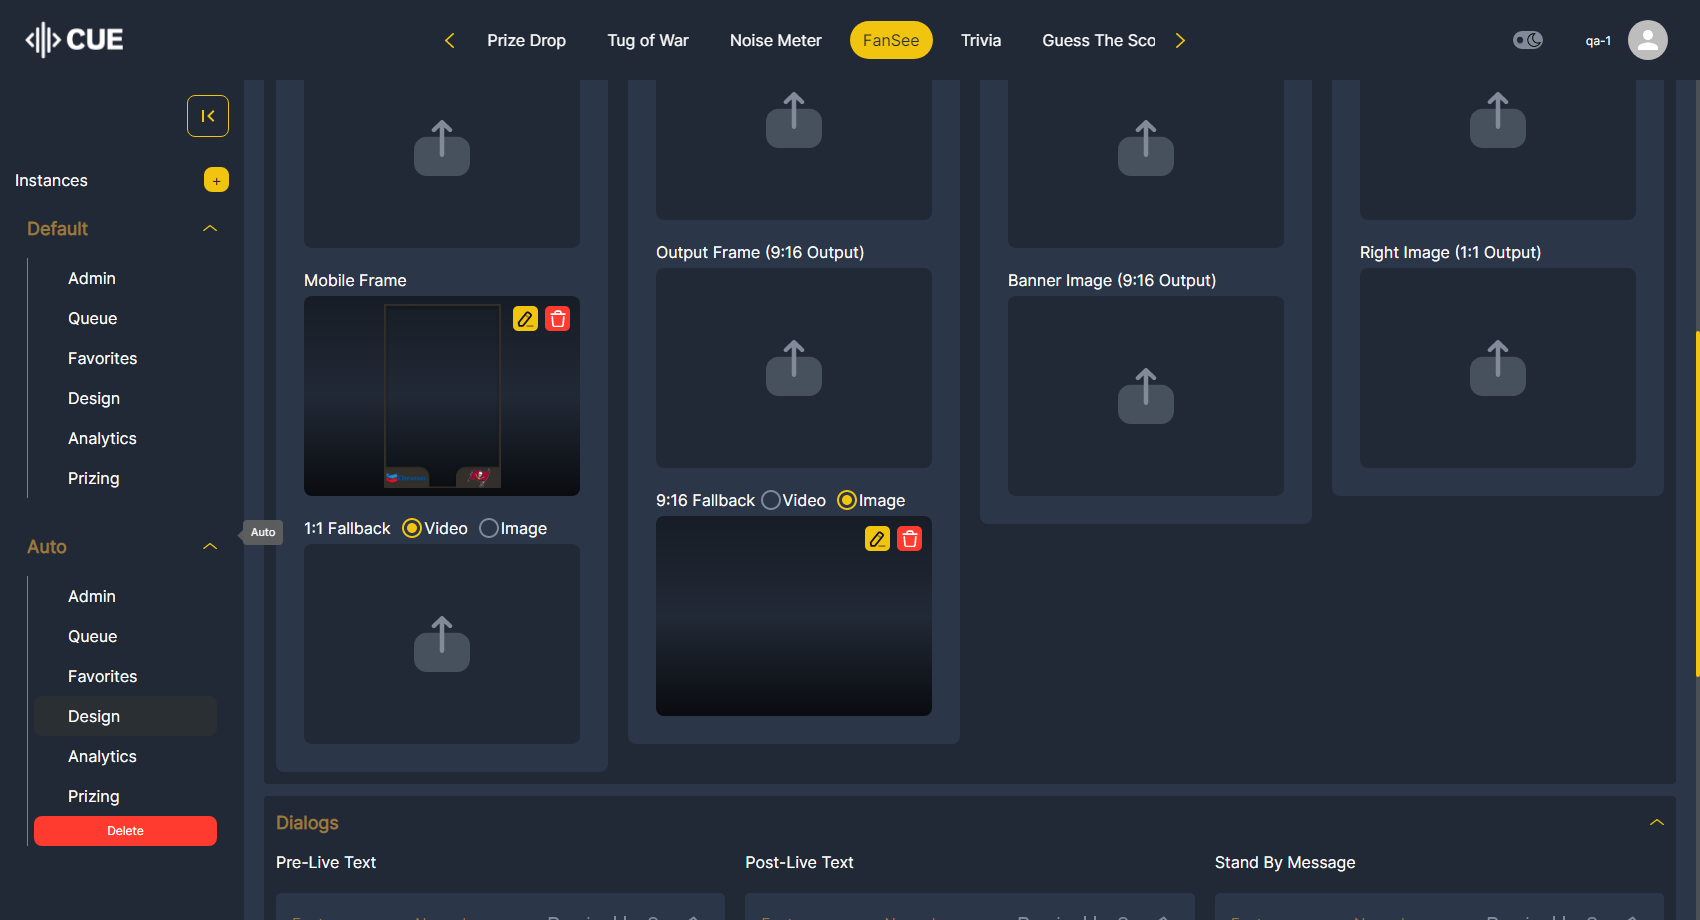 CUE
Prize Drop
Tug of War
Noise Meter
FanSee
Trivia
Guess The Sco
qa-1
Instances
+
Default
Admin
Queue
Favorites
Design
Analytics
Prizing
Auto
Admin
Queue
Favorites
Design
Analytics
Prizing
Delete
Auto
Mobile Frame
1:1 Fallback Video Image
Output Frame (9:16 Output)
9:16 Fallback Video Image
Banner Image (9:16 Output)
Right Image (1:1 Output)
Dialogs
Pre-Live Text
Post-Live Text
Stand By Message